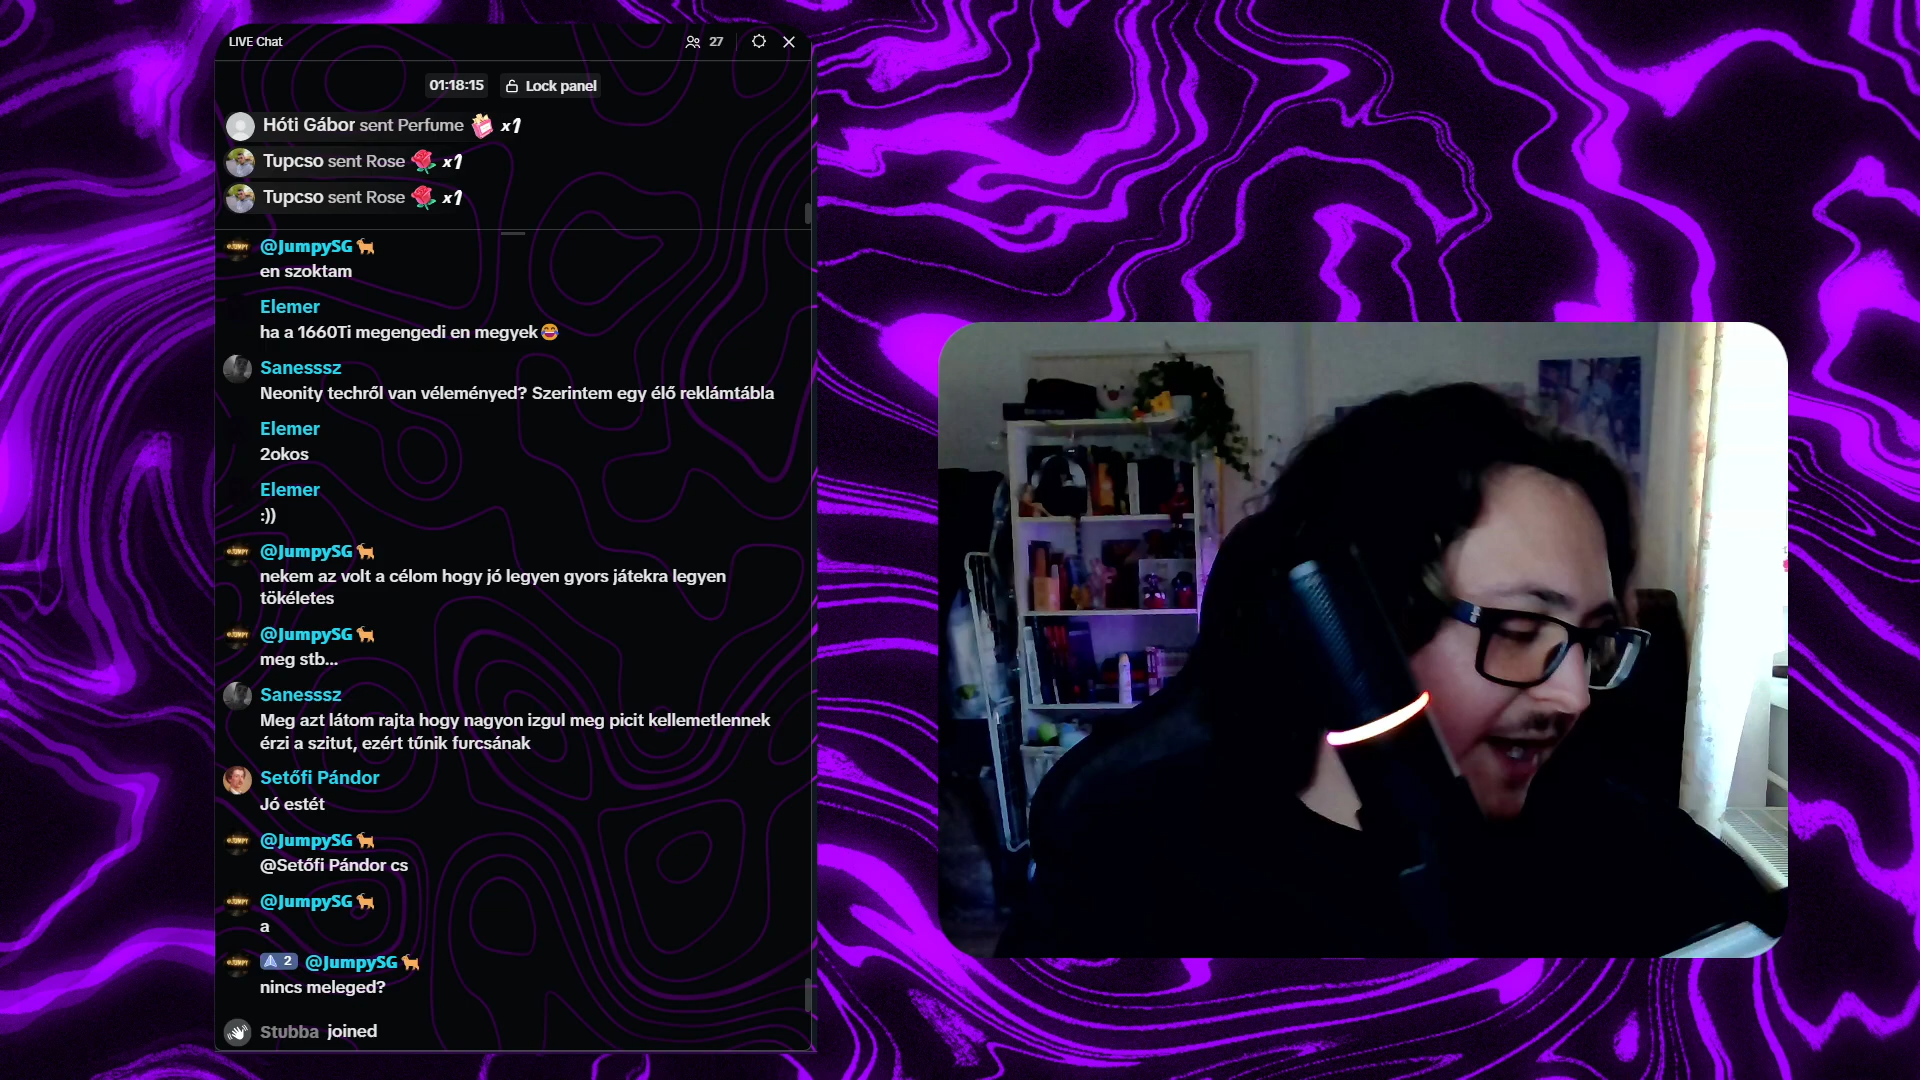 LIVE Chat
27
01:18:15
Lock panel
Hóti Gábor sent Perfume x1
Tupcso sent Rose x1
Tupcso sent Rose x1
@JumpySG
en szoktam
Elemer
ha a 1660Ti megengedi en megyek😂
Sanesssz
Neonity techről van véleményed? Szerintem egy élő reklámtábla
Elemer
2okos
Elemer
:))
@JumpySG
nekem az volt a célom hogy jó legyen gyors játekra legyen
tökéletes
@JumpySG
meg stb...
Sanesssz
Meg azt látom rajta hogy nagyon izgul meg picit kellemetlennek
érzi a szitut, ezért tűnik furcsának
Setőfi Pándor
Jó estét
@JumpySG
@Setőfi Pándor cs
@JumpySG
a
2 @JumpySG
nincs meleged?
Stubba joined